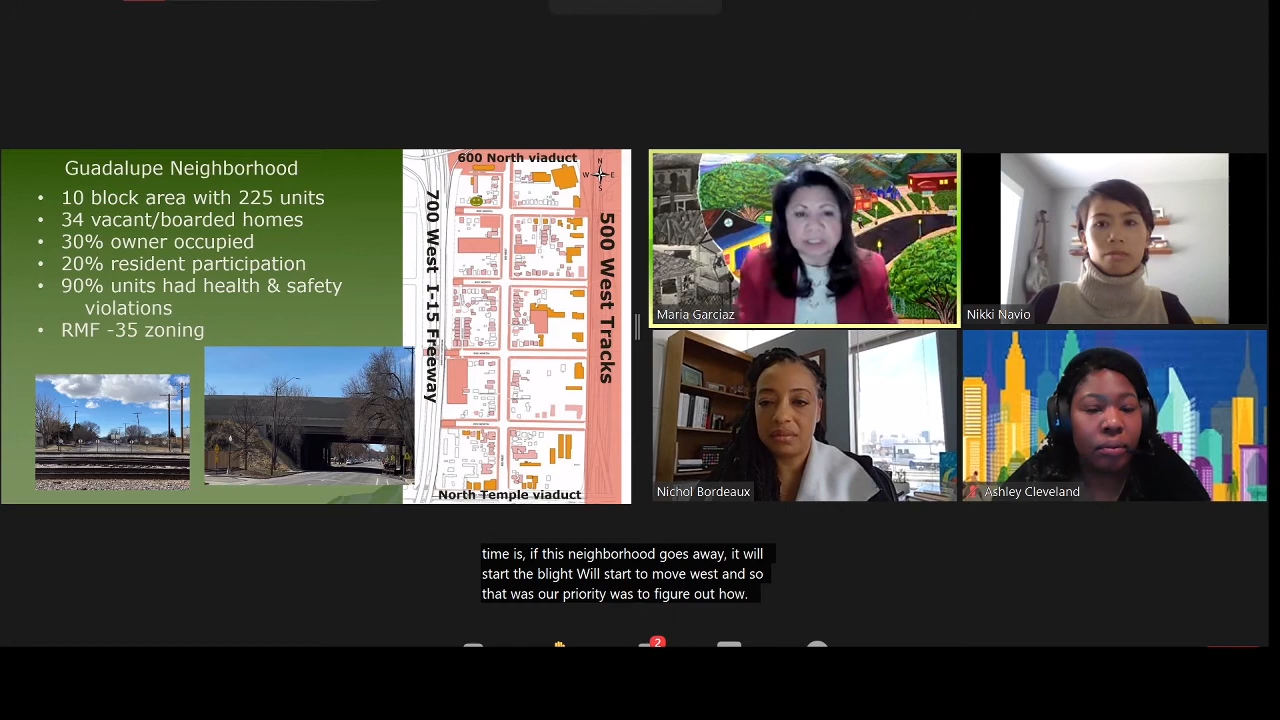 Guadalupe Neighborhood
• 10 block area with 225 units
• 34 vacant/boarded homes
• 30% owner occupied
• 20% resident participation
• 90% units had health & safety
violations
• RMF -35 zoning
600 North viaduct
N
W E
S
700 West I-15 Freeway
500 West Tracks
North Temple viaduct
Maria Garciaz
Nikki Navio
Nichol Bordeaux
Ashley Cleveland
time is, if this neighborhood goes away, it will
start the blight Will start to move west and so
that was our priority was to figure out how.
2